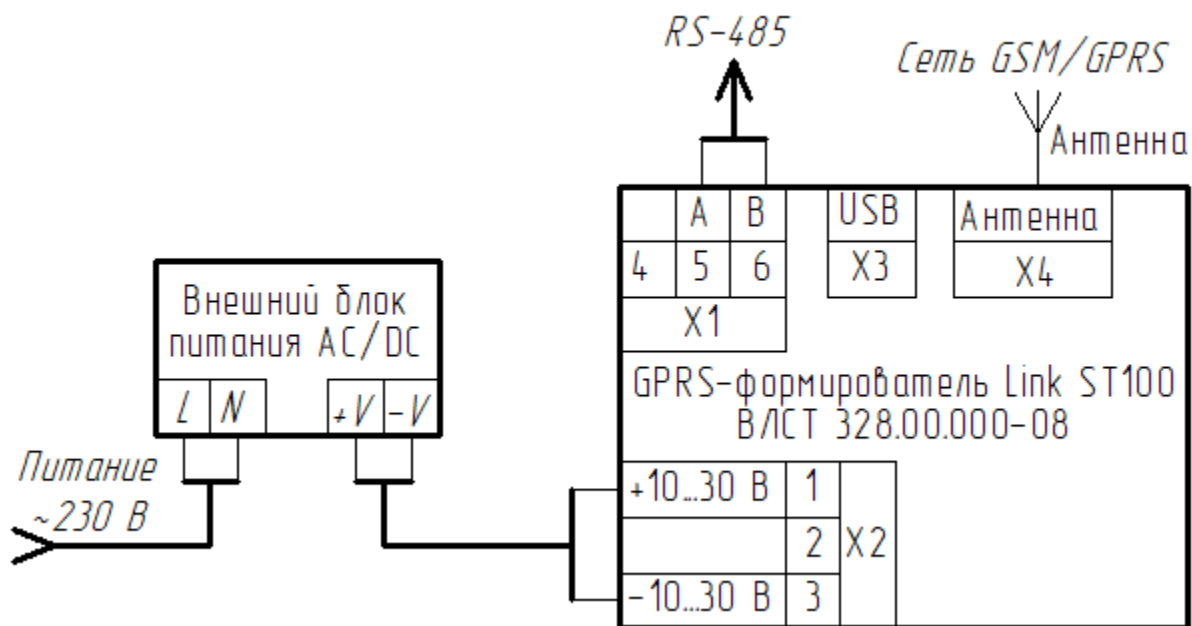 RS-485
Сеть GSM/GPRS
Антенна
A B USB Антенна
4 5 6 X3 X4
X1
Внешний блок
питания AC/DC
L N +V -V
GPRS-формирователь Link ST100
ВЛСТ 328.00.000-08
Питание
~230 В
+10...30 В 1
2 X2
-10...30 В 3